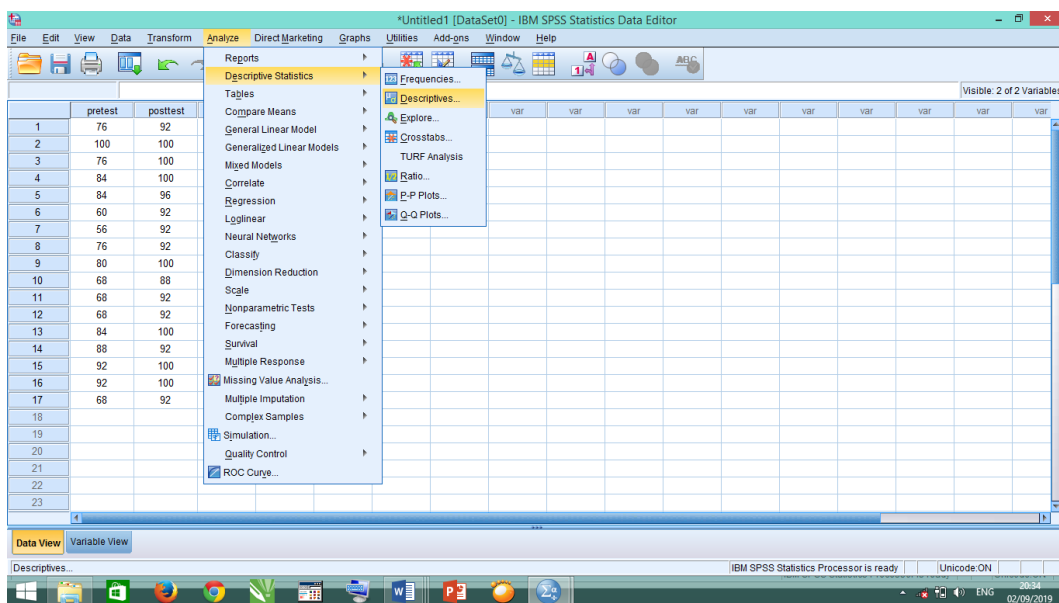 *Untitled1 [DataSet0] - IBM SPSS Statistics Data Editor
File Edit View Data Transform Analyze Direct Marketing Graphs Utilities Add-ons Window Help
Visible: 2 of 2 Variables
Reports
Descriptive Statistics
Tables
Compare Means
General Linear Model
Generalized Linear Models
Mixed Models
Correlate
Regression
Loglinear
Neural Networks
Classify
Dimension Reduction
Scale
Nonparametric Tests
Forecasting
Survival
Multiple Response
Missing Value Analysis...
Multiple Imputation
Complex Samples
Simulation...
Quality Control
ROC Curve...
Frequencies...
Descriptives...
Explore...
Crosstabs...
TURF Analysis
Ratio...
P-P Plots...
Q-Q Plots...
pretest posttest var var var var var var var
1 76 92
2 100 100
3 76 100
4 84 100
5 84 96
6 60 92
7 56 92
8 76 92
9 80 100
10 68 88
11 68 92
12 68 92
13 84 100
14 88 92
15 92 100
16 92 100
17 68 92
18
19
20
21
22
23
Data View Variable View
Descriptives... IBM SPSS Statistics Processor is ready Unicode:ON
ENG 20:34
02/09/2019